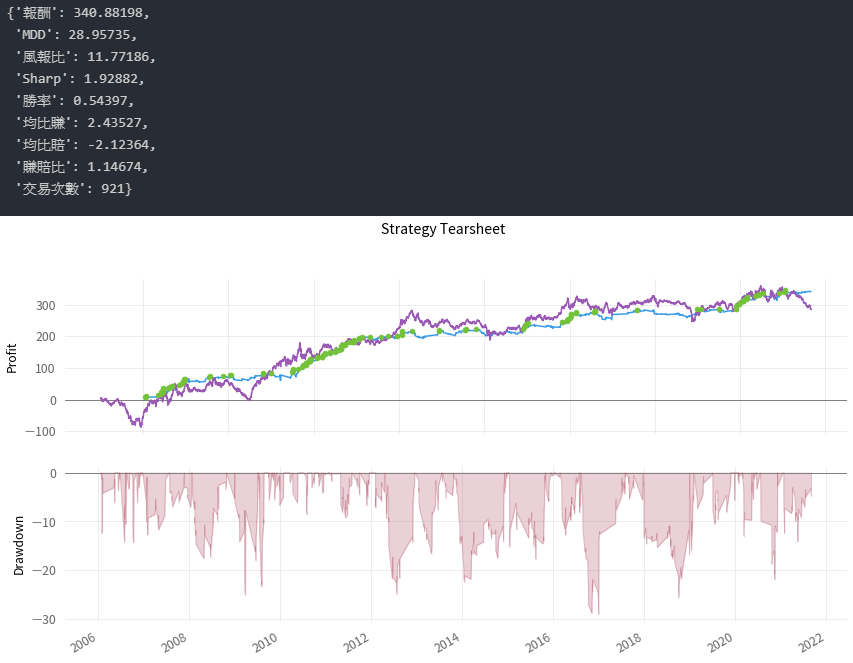 {'報酬': 340.88198,
'MDD': 28.95735,
'風報比': 11.77186,
'Sharp': 1.92882,
'勝率': 0.54397,
'均比賺': 2.43527,
'均比賠': -2.12364,
'賺賠比': 1.14674,
'交易次數': 921}
Strategy Tearsheet
Profit
300
200
100
0
−100
Drawdown
0
−10
−20
−30
2006
2008
2010
2012
2014
2016
2018
2020
2022